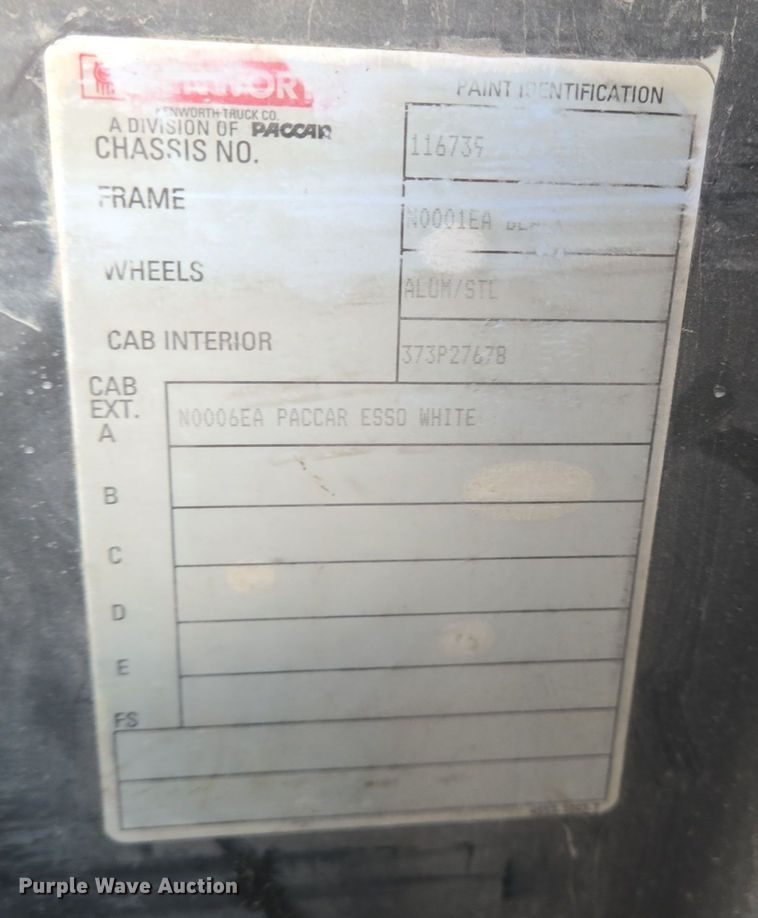 PAINT IDENTIFICATION
KENWORTH TRUCK CO.
A DIVISION OF PACCAR
CHASSIS NO. 116739
FRAME N0001EA
WHEELS ALUM/STL
CAB INTERIOR 373P27678
CAB
EXT.
A N0006EA PACCAR ESSO WHITE
B
C
D
E
FS
Purple Wave Auction